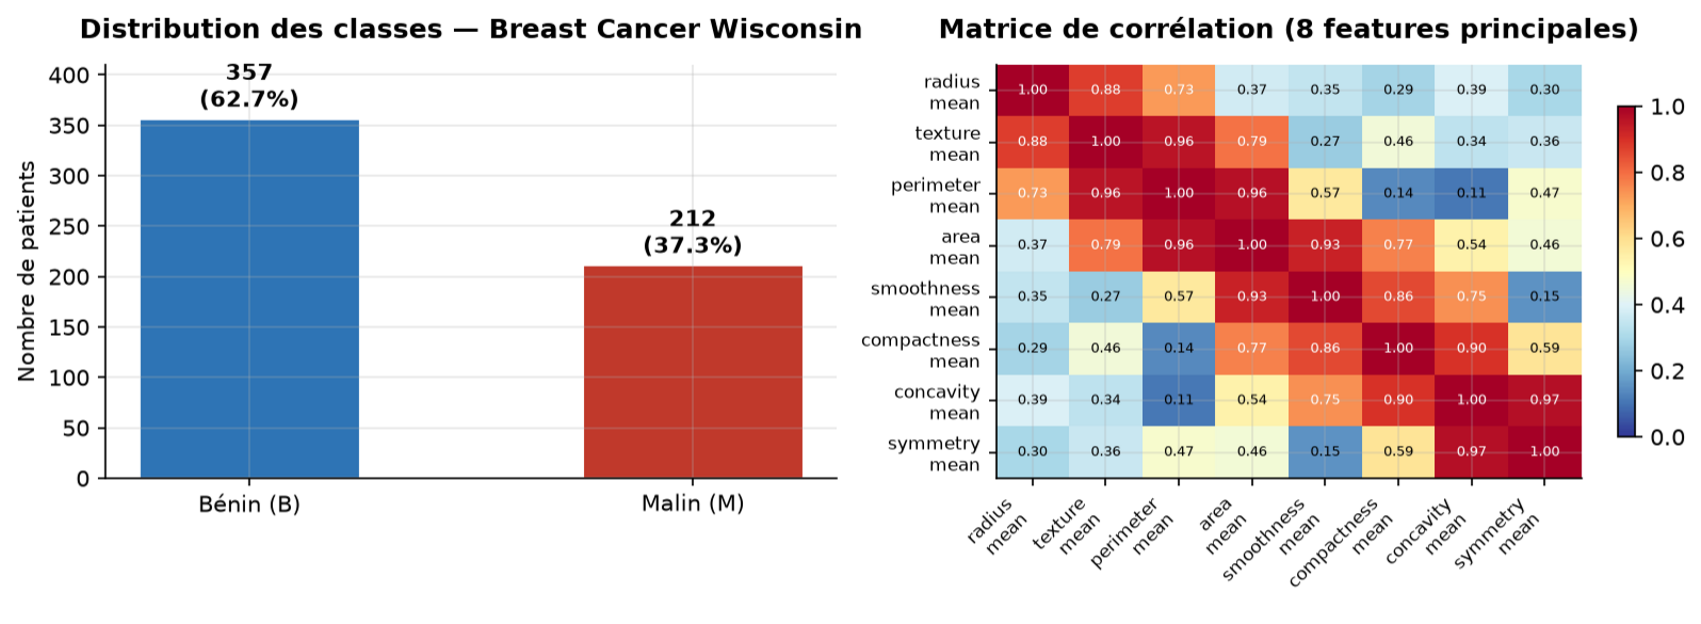 Distribution des classes — Breast Cancer Wisconsin
Nombre de patients
400
350
300
250
200
150
100
50
0
357
(62.7%)
212
(37.3%)
Bénin (B)
Malin (M)
Matrice de corrélation (8 features principales)
radius
mean
1.00 0.88 0.73 0.37 0.35 0.29 0.39 0.30
texture
mean
0.88 1.00 0.96 0.79 0.27 0.46 0.34 0.36
perimeter
mean
0.73 0.96 1.00 0.96 0.57 0.14 0.11 0.47
area
mean
0.37 0.79 0.96 1.00 0.93 0.77 0.54 0.46
smoothness
mean
0.35 0.27 0.57 0.93 1.00 0.86 0.75 0.15
compactness
mean
0.29 0.46 0.14 0.77 0.86 1.00 0.90 0.59
concavity
mean
0.39 0.34 0.11 0.54 0.75 0.90 1.00 0.97
symmetry
mean
0.30 0.36 0.47 0.46 0.15 0.59 0.97 1.00
radius
mean
texture
mean
perimeter
mean
area
mean
smoothness
mean
compactness
mean
concavity
mean
symmetry
mean
1.0
0.8
0.6
0.4
0.2
0.0